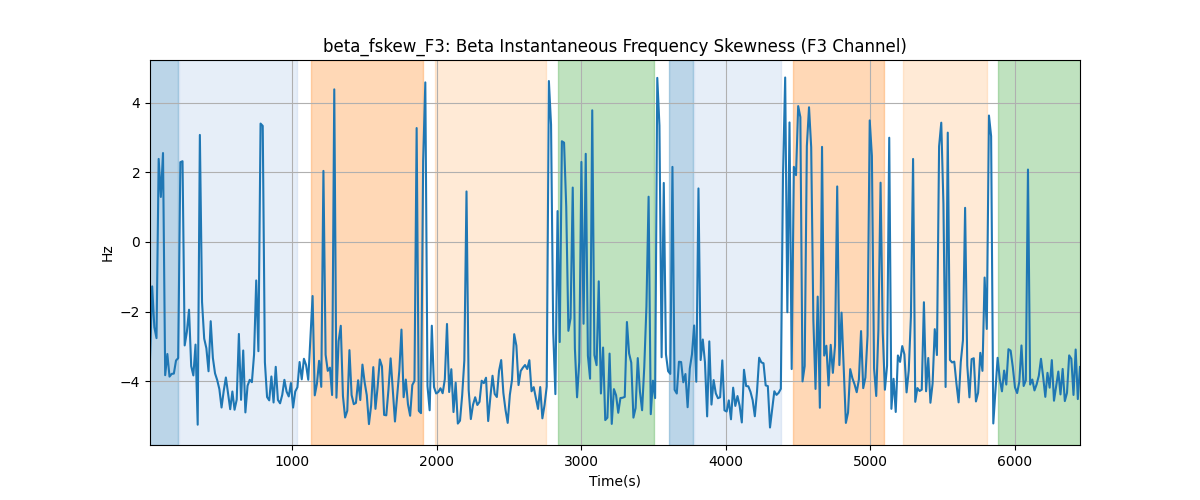 beta_fskew_F3: Beta Instantaneous Frequency Skewness (F3 Channel)
4
2
0
−2
−4
Hz
1000 2000 3000 4000 5000 6000
Time(s)